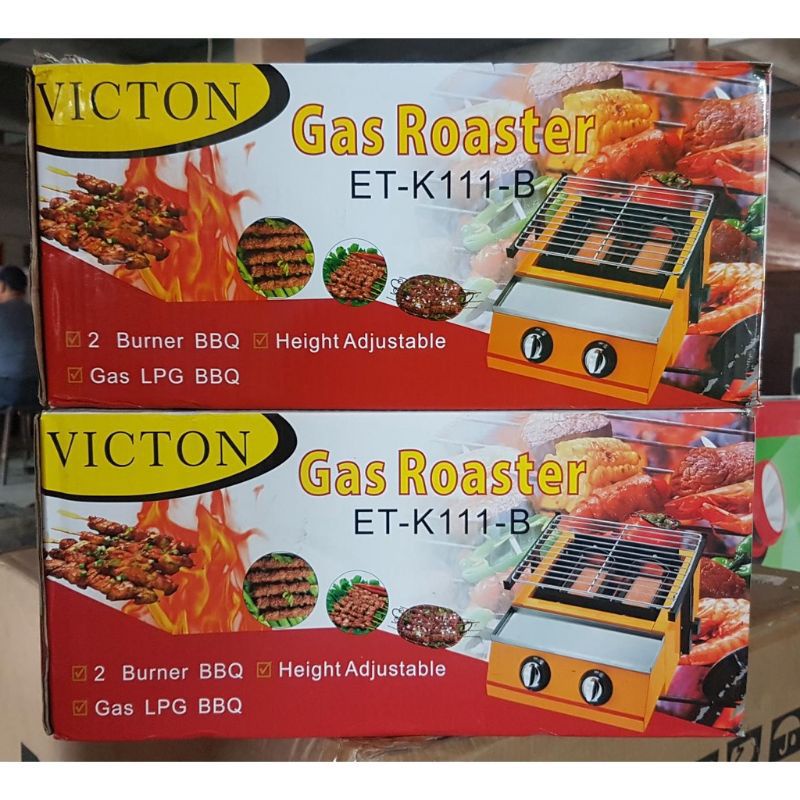 VICTON
Gas Roaster
ET-K111-B
☑ 2 Burner BBQ ☑ Height Adjustable
☑ Gas LPG BBQ
VICTON
Gas Roaster
ET-K111-B
☑ 2 Burner BBQ ☑ Height Adjustable
☑ Gas LPG BBQ